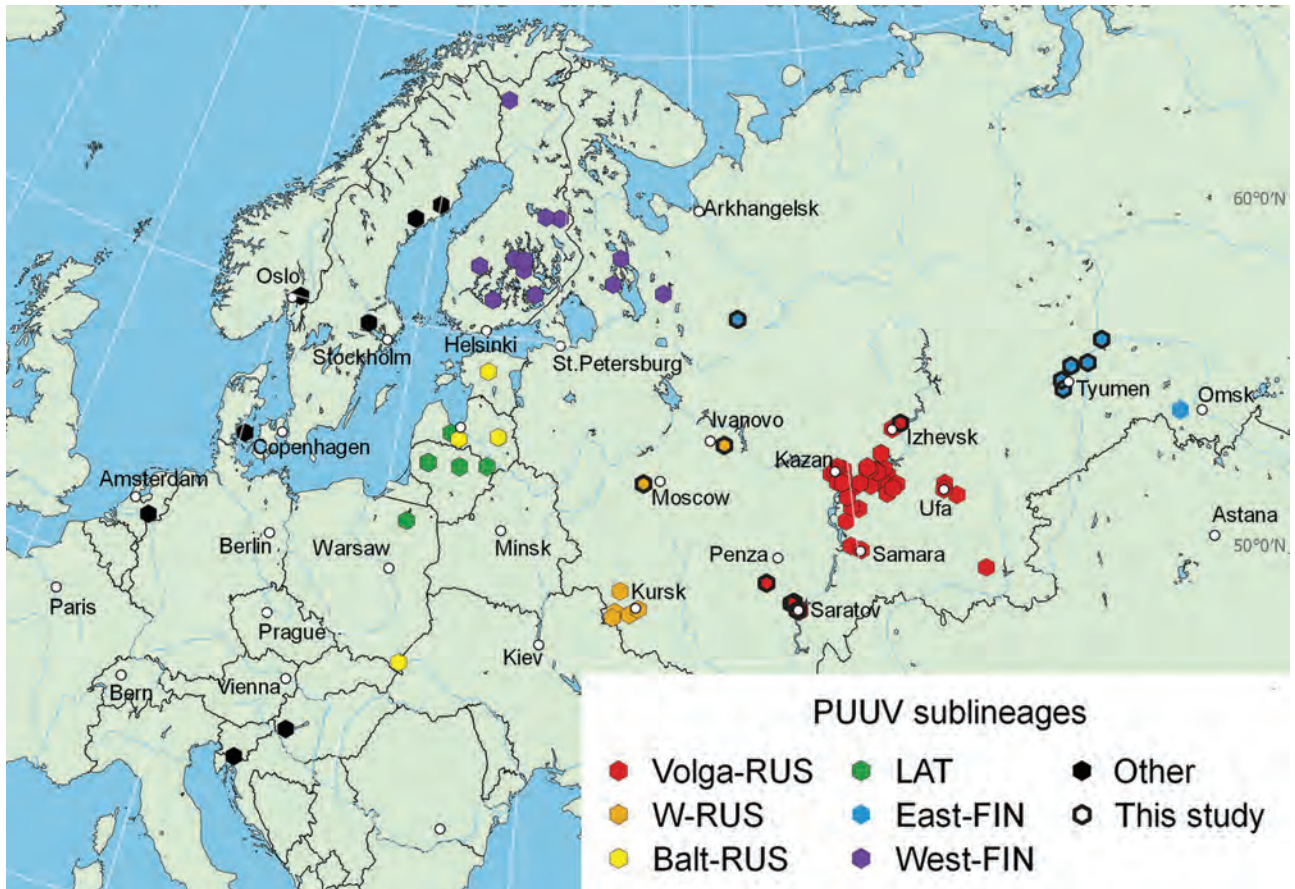 Arkhangelsk
60°0'N
Oslo
Stockholm
Helsinki
St.Petersburg
Tyumen
Omsk
Copenhagen
Ivanovo
Izhevsk
Amsterdam
Kazan
Moscow
Ufa
Astana
Berlin
Warsaw
Minsk
Penza
Samara
50°0'N
Paris
Kursk
Saratov
Prague
Kiev
Bern
Vienna
PUUV sublineages
Volga-RUS
LAT
Other
W-RUS
East-FIN
This study
Balt-RUS
West-FIN